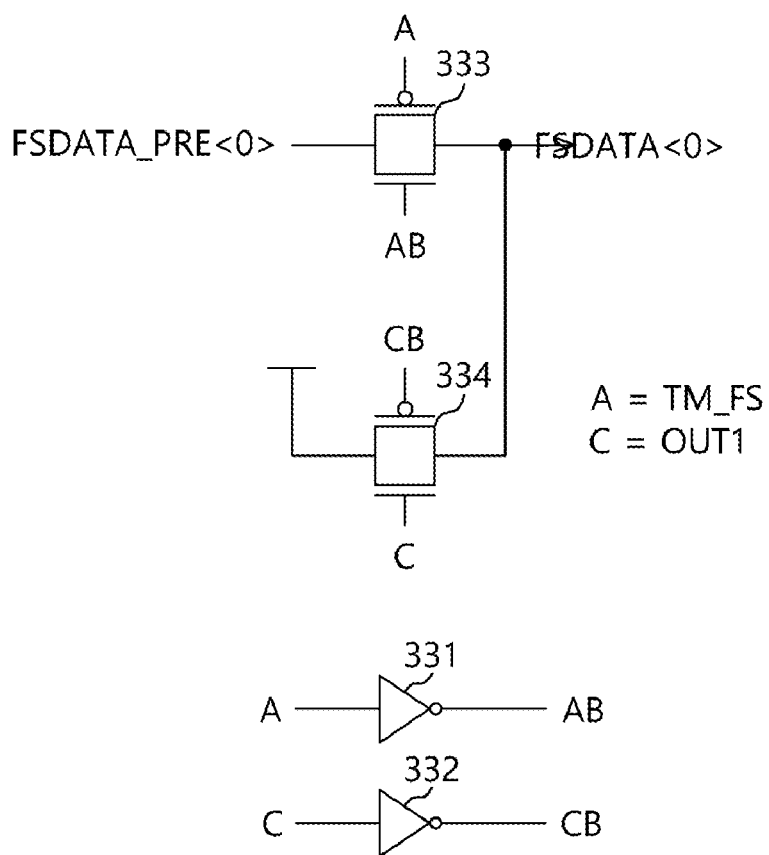 A
333
FSDATA_PRE<0>
FSDATA<0>
AB
CB
334
A = TM_FS
C = OUT1
C
331
A
AB
332
C
CB